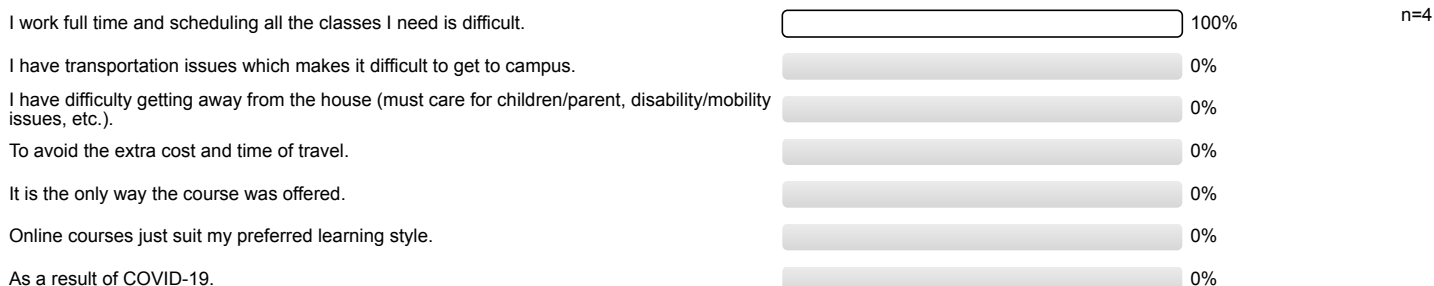 I work full time and scheduling all the classes I need is difficult. 100% n=4
I have transportation issues which makes it difficult to get to campus. 0%
I have difficulty getting away from the house (must care for children/parent, disability/mobility
issues, etc.). 0%
To avoid the extra cost and time of travel. 0%
It is the only way the course was offered. 0%
Online courses just suit my preferred learning style. 0%
As a result of COVID-19. 0%